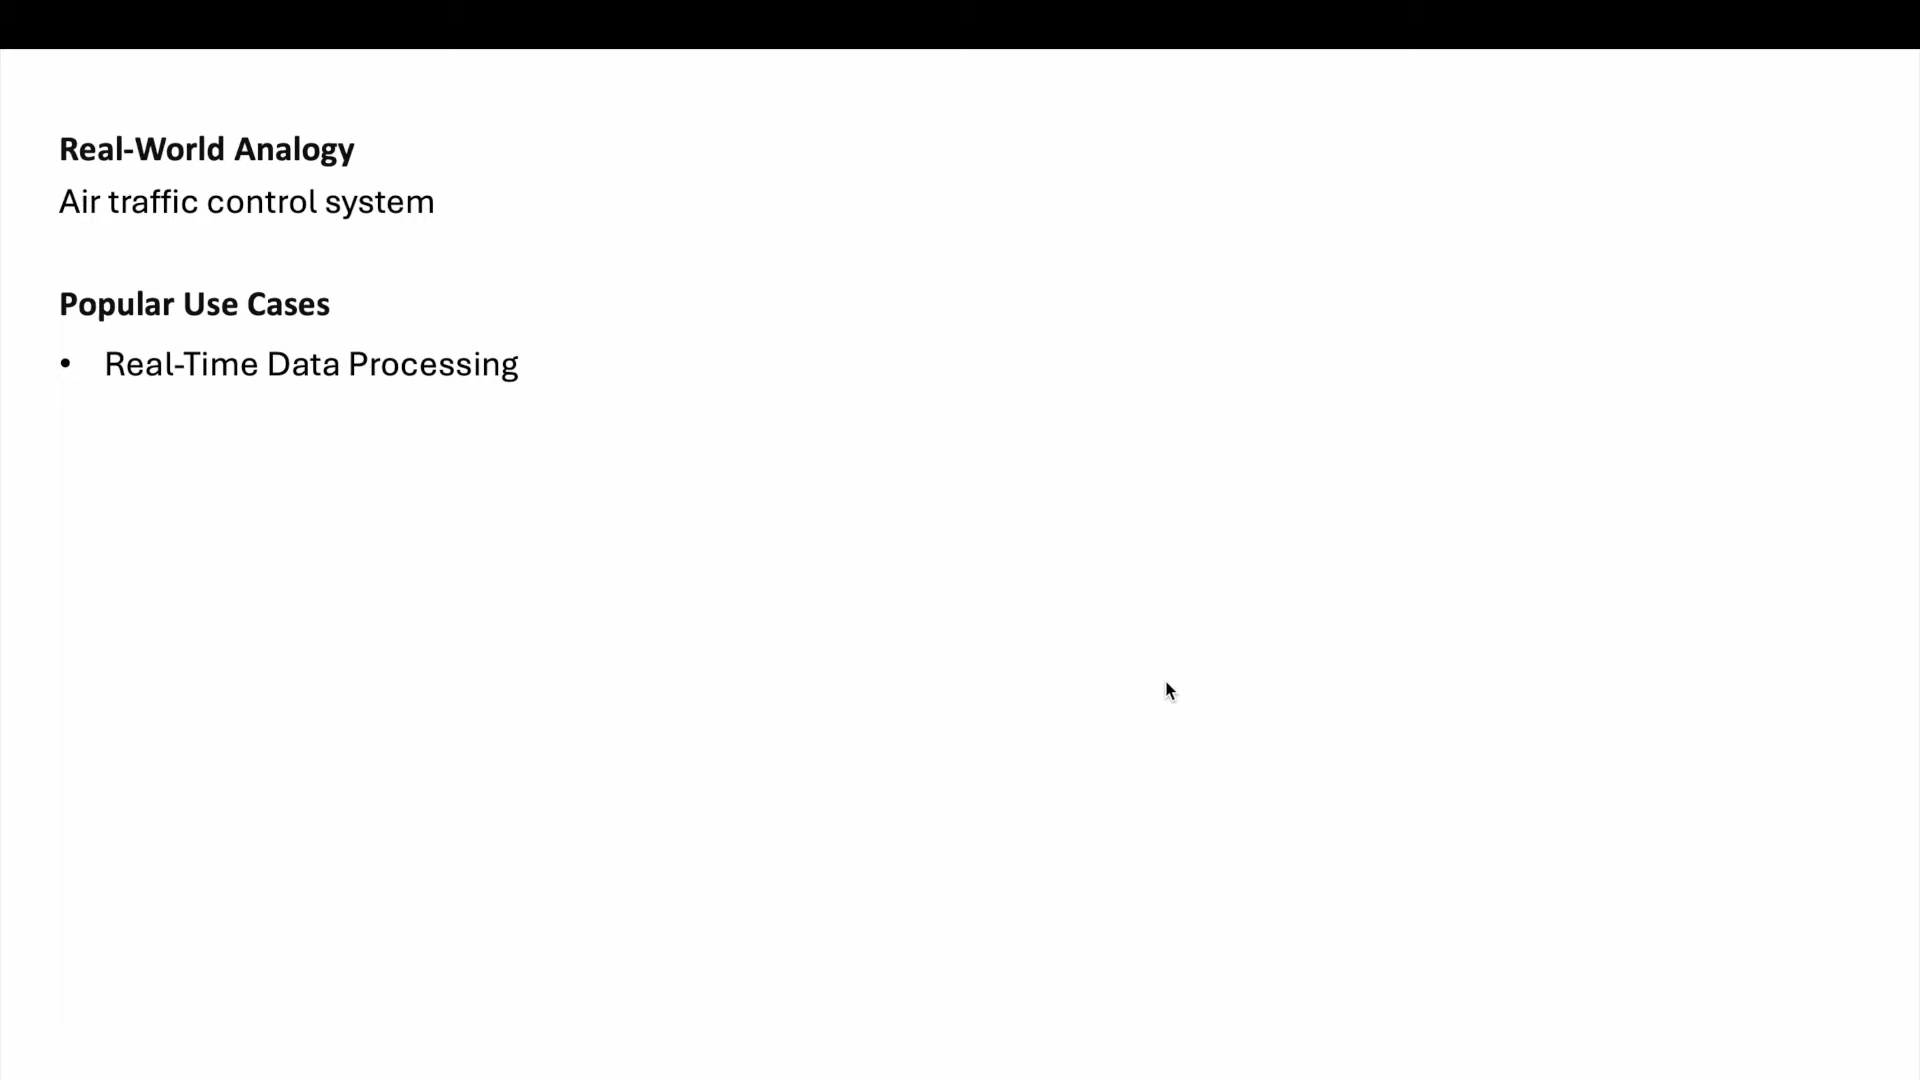 Real-World Analogy
Air traffic control system
Popular Use Cases
• Real-Time Data Processing